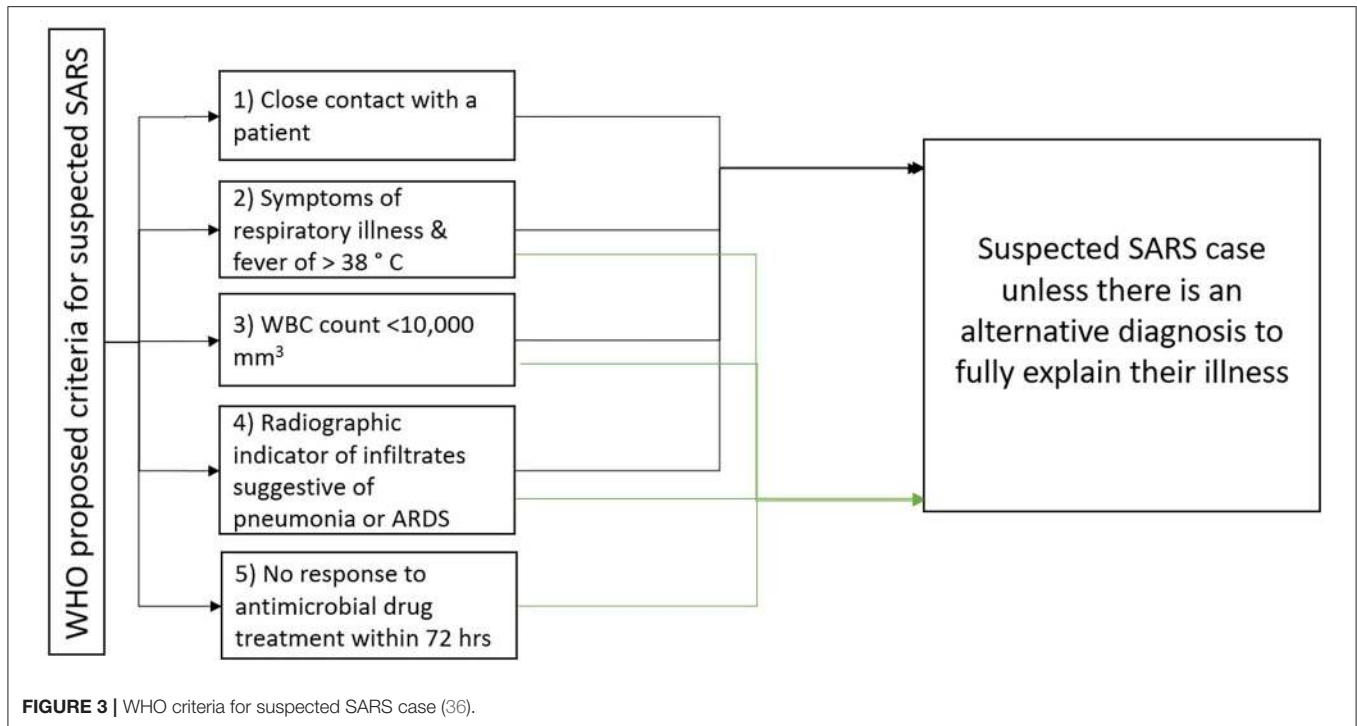 WHO proposed criteria for suspected SARS
1) Close contact with a
patient
2) Symptoms of
respiratory illness &
fever of > 38 ° C
3) WBC count <10,000
mm³
4) Radiographic
indicator of infiltrates
suggestive of
pneumonia or ARDS
5) No response to
antimicrobial drug
treatment within 72 hrs
Suspected SARS case
unless there is an
alternative diagnosis to
fully explain their illness
FIGURE 3 | WHO criteria for suspected SARS case (36).